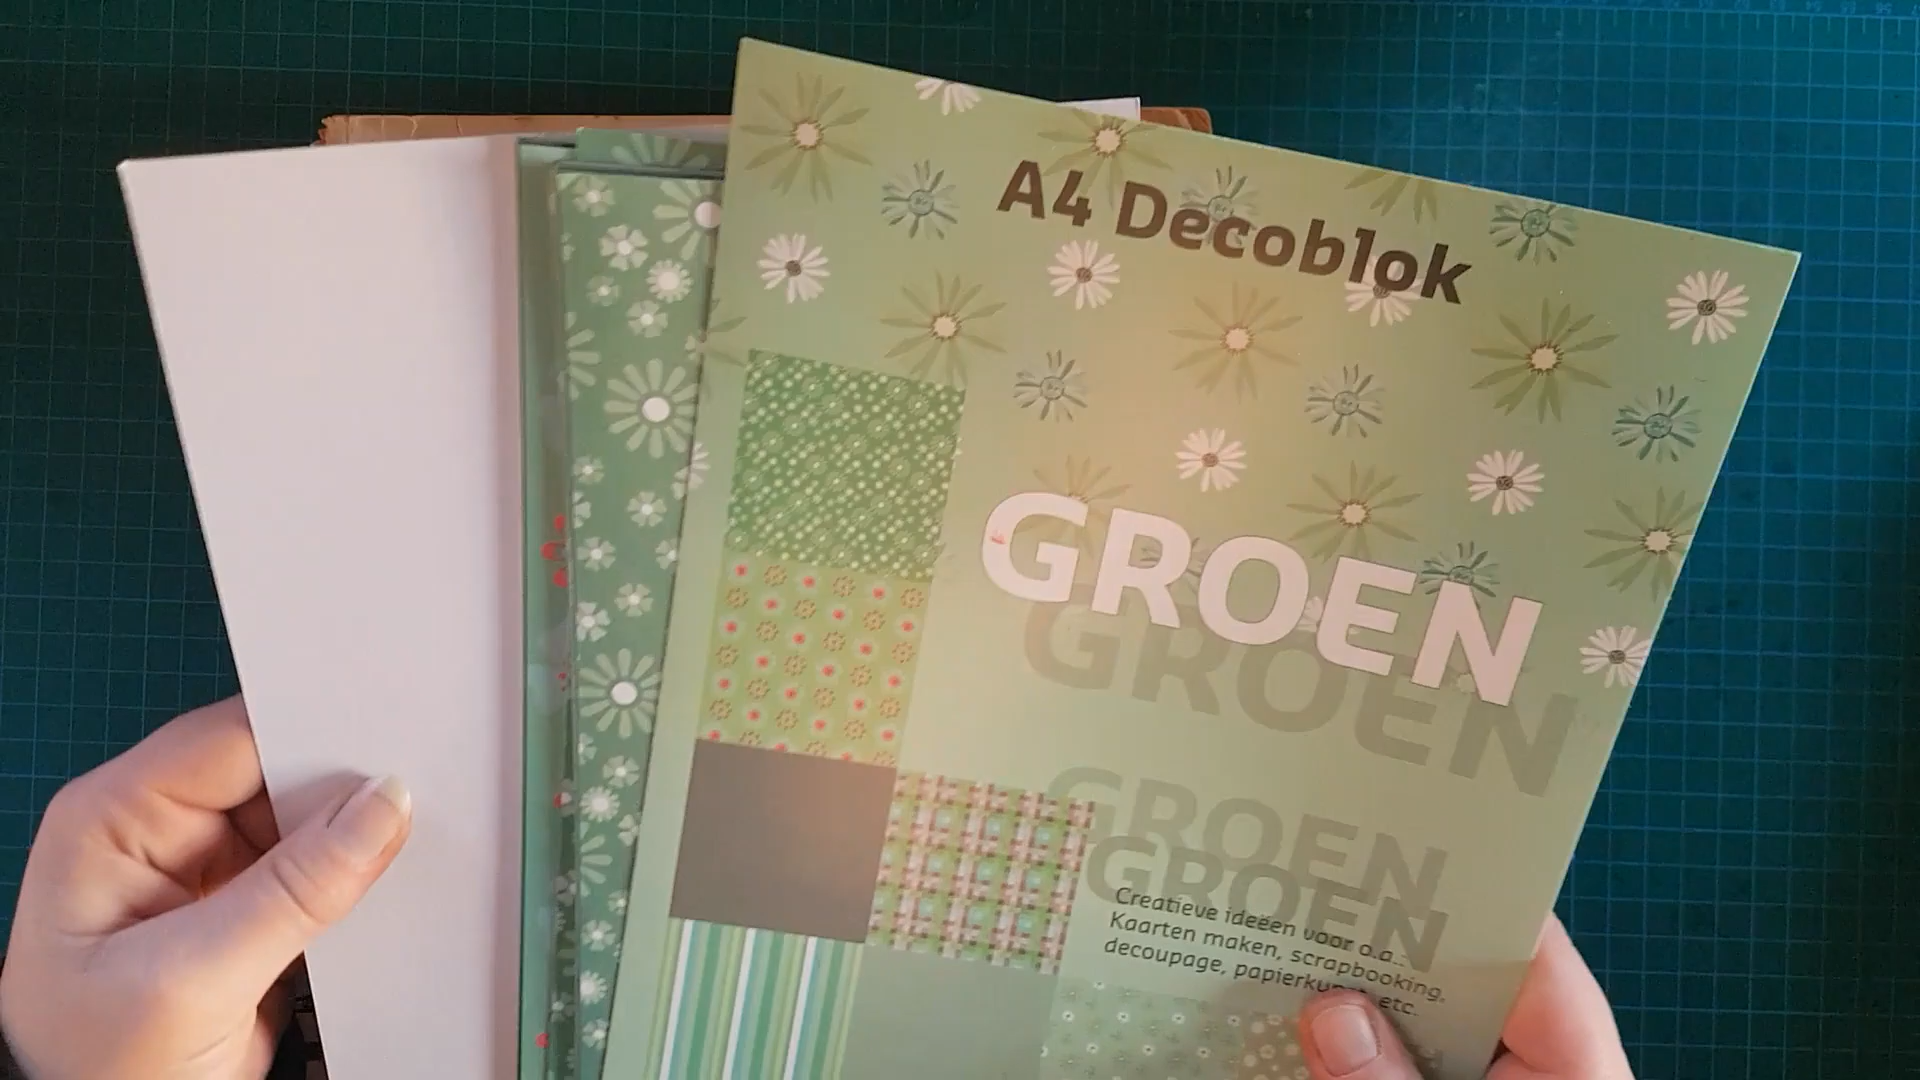 A4 Decoblok
GROEN
GROEN
GROEN
GROEN
Creatieve ideeën voor o.a.:
Kaarten maken, scrapbooking,
decoupage, papierkunst, etc.